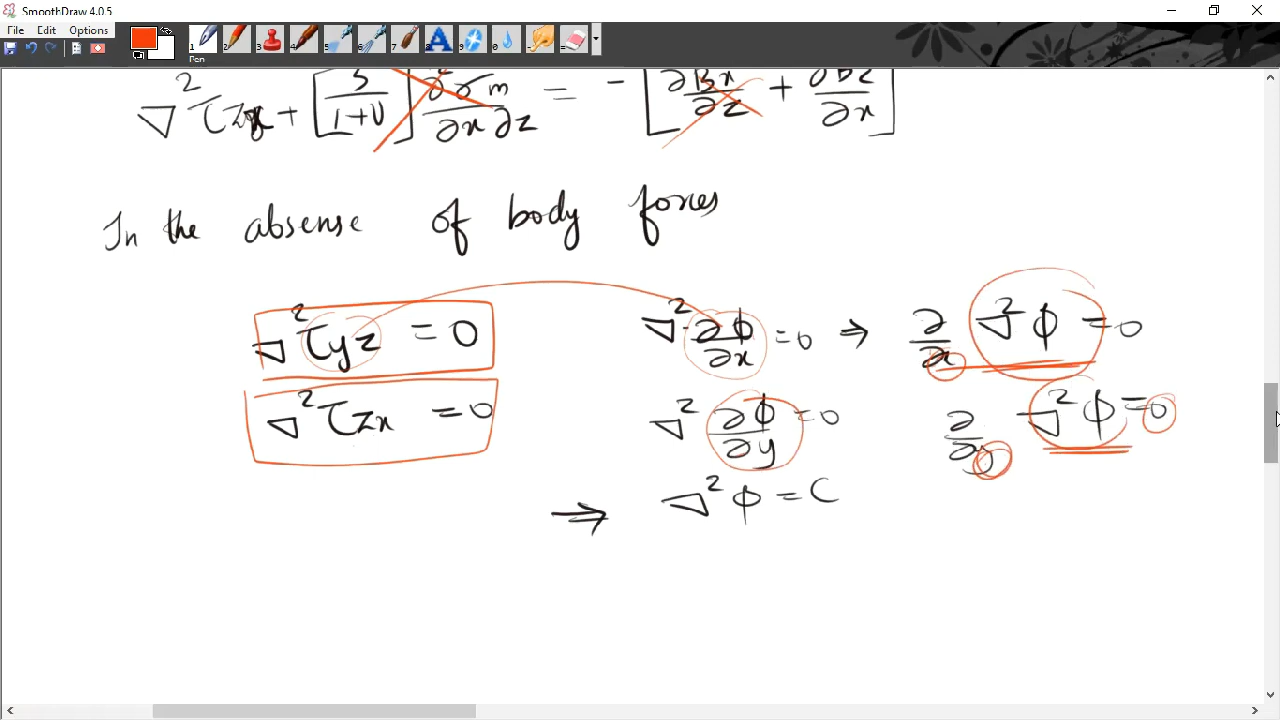 SmoothDraw 4.0.5
File Edit Options
Pen
∇²τzx + [3/(1+υ)] ∂²σm/∂x∂z = -[∂Bx/∂z + ∂Bz/∂x]
In the absense of body forces
∇²τyz = 0 ∇² ∂ϕ/∂x = 0 ⇒ ∂/∂x ∇²ϕ = 0
∇²τzx = 0 ∇² ∂ϕ/∂y = 0 ∂/∂y ∇²ϕ = 0
⇒ ∇²ϕ = C